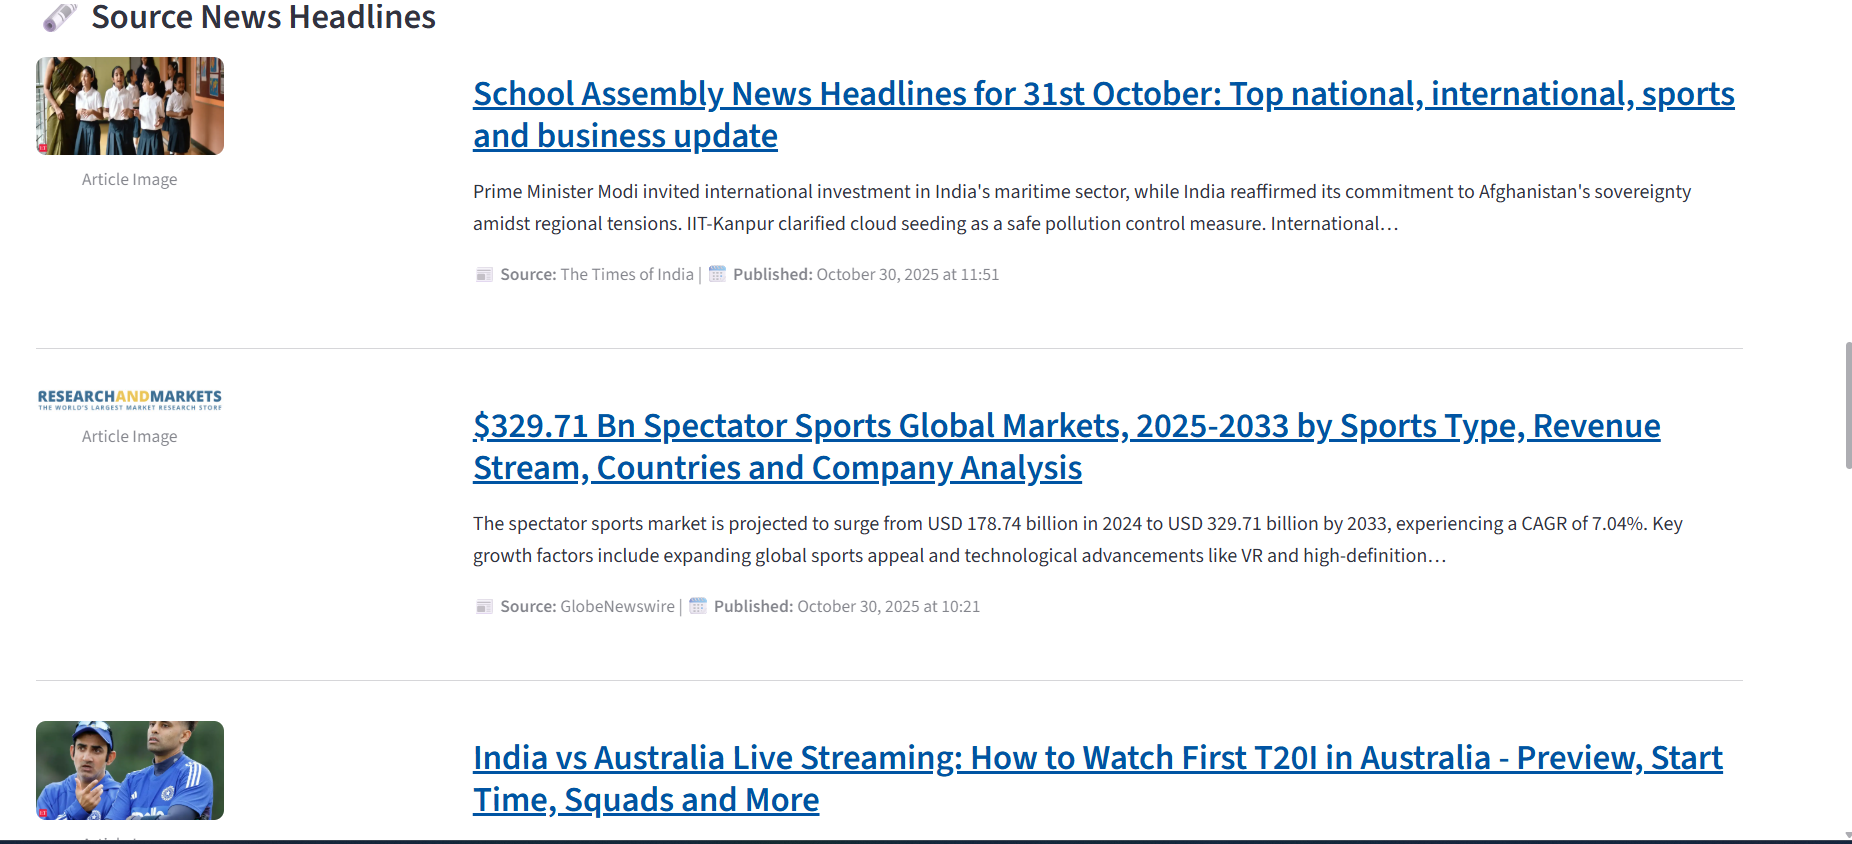 Source News Headlines
School Assembly News Headlines for 31st October: Top national, international, sports
and business update
Article Image
Prime Minister Modi invited international investment in India's maritime sector, while India reaffirmed its commitment to Afghanistan's sovereignty
amidst regional tensions. IIT-Kanpur clarified cloud seeding as a safe pollution control measure. International…
Source: The Times of India | Published: October 30, 2025 at 11:51
RESEARCHANDMARKETS
THE WORLD'S LARGEST MARKET RESEARCH STORE
Article Image
$329.71 Bn Spectator Sports Global Markets, 2025-2033 by Sports Type, Revenue
Stream, Countries and Company Analysis
The spectator sports market is projected to surge from USD 178.74 billion in 2024 to USD 329.71 billion by 2033, experiencing a CAGR of 7.04%. Key
growth factors include expanding global sports appeal and technological advancements like VR and high-definition…
Source: GlobeNewswire | Published: October 30, 2025 at 10:21
India vs Australia Live Streaming: How to Watch First T20I in Australia - Preview, Start
Time, Squads and More